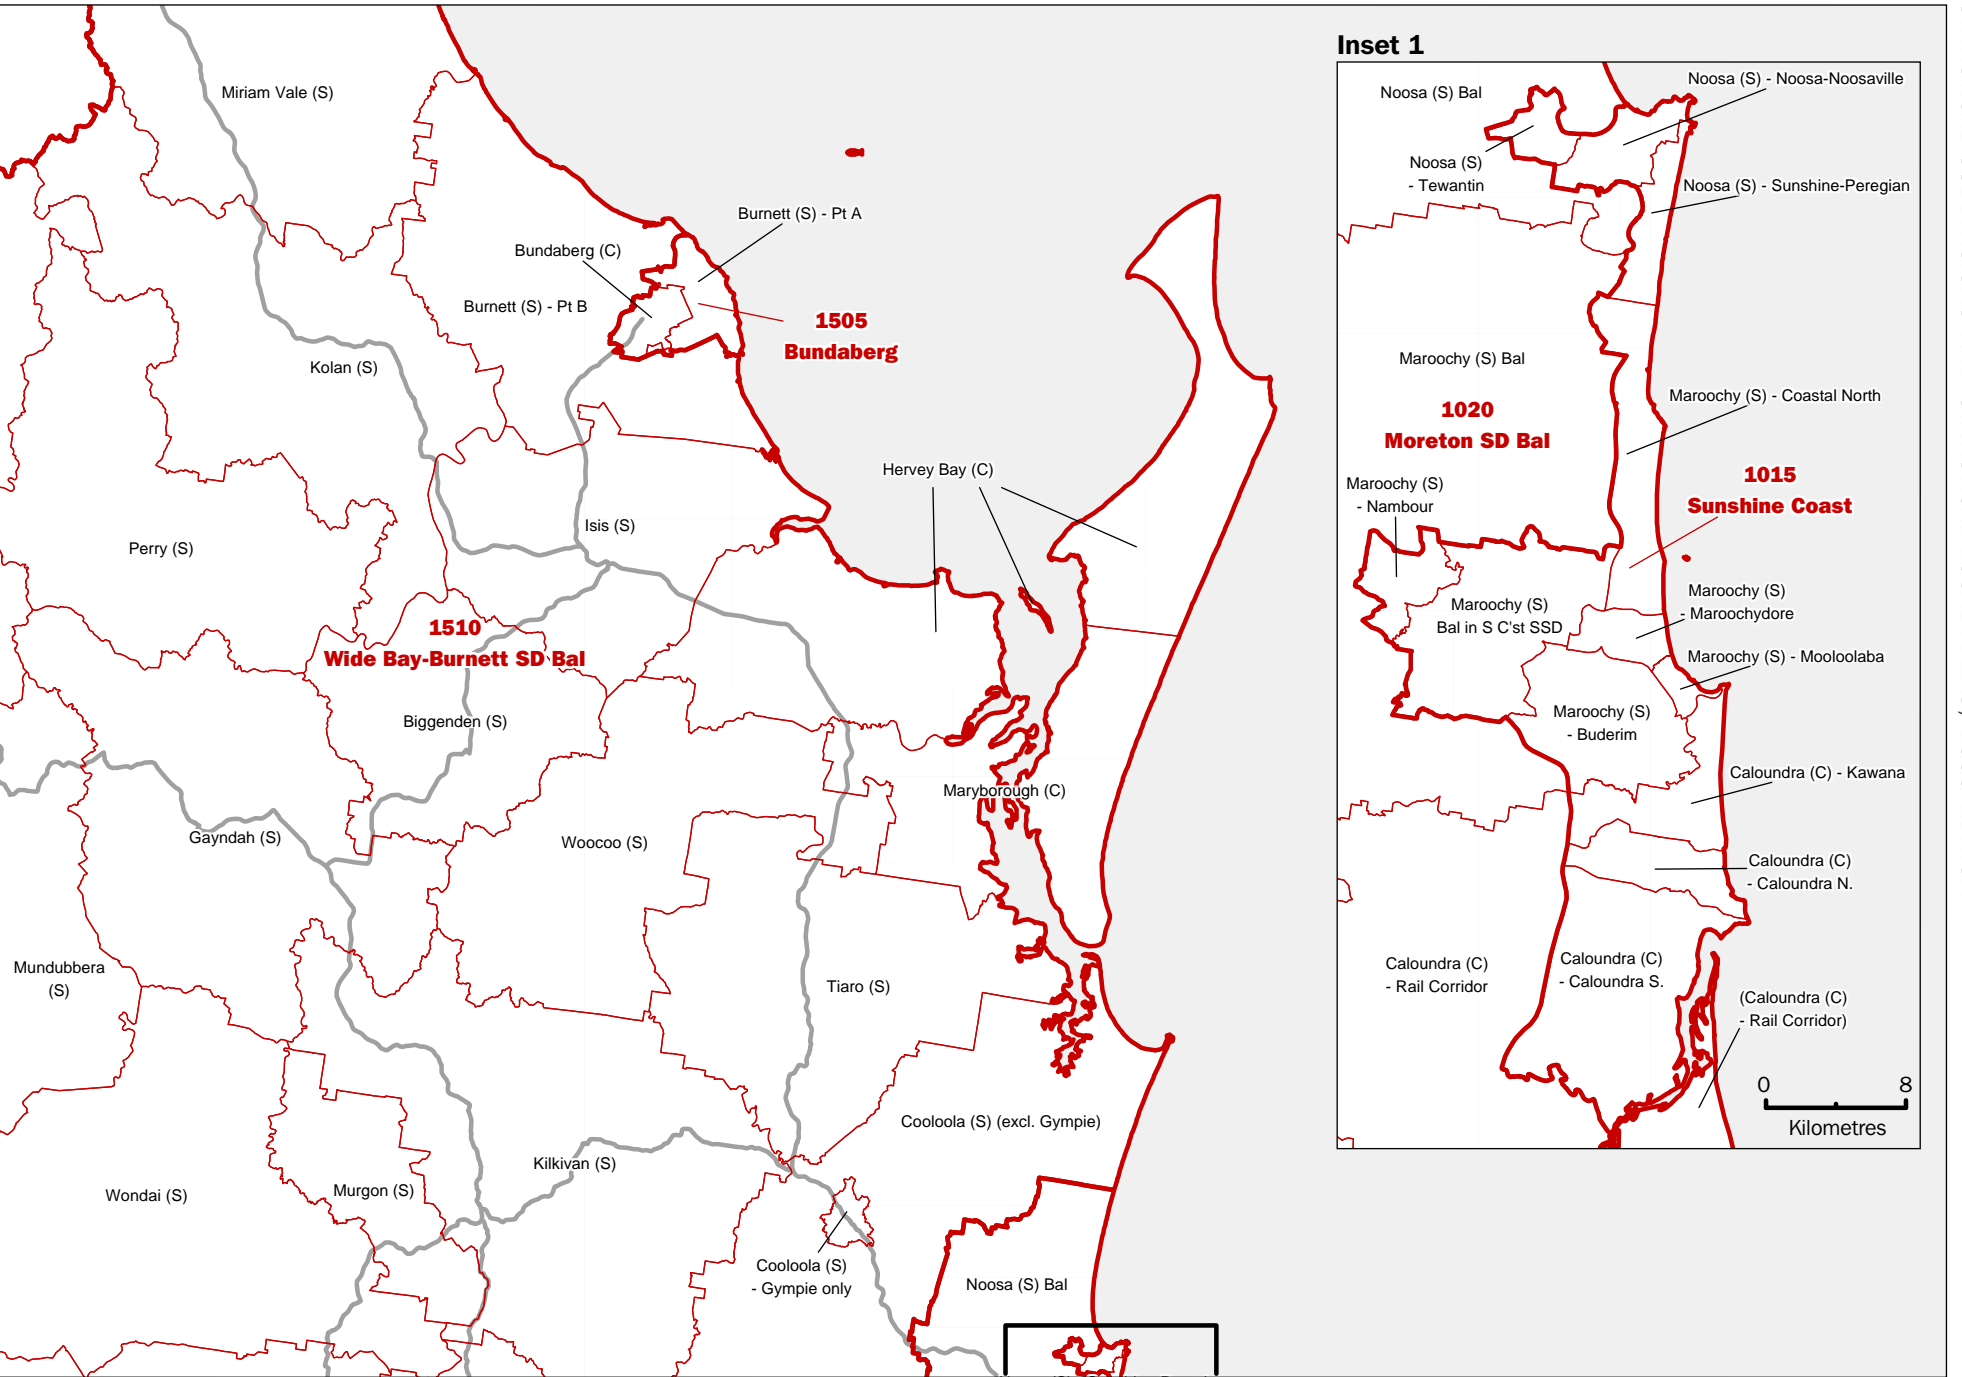 Miriam Vale (S)
Burnett (S) - Pt A
Bundaberg (C)
Burnett (S) - Pt B
1505
Bundaberg
Kolan (S)
Hervey Bay (C)
Isis (S)
Perry (S)
1510
Wide Bay-Burnett SD Bal
Biggenden (S)
Maryborough (C)
Gayndah (S)
Woocoo (S)
Mundubbera
(S)
Tiaro (S)
Cooloola (S) (excl. Gympie)
Kilkivan (S)
Wondai (S)
Murgon (S)
Cooloola (S)
- Gympie only
Noosa (S) Bal
Inset 1
Noosa (S) Bal
Noosa (S) - Noosa-Noosaville
Noosa (S)
- Tewantin
Noosa (S) - Sunshine-Peregian
Maroochy (S) Bal
Maroochy (S) - Coastal North
1020
Moreton SD Bal
1015
Sunshine Coast
Maroochy (S)
- Nambour
Maroochy (S)
Bal in S C'st SSD
Maroochy (S)
- Maroochydore
Maroochy (S) - Mooloolaba
Maroochy (S)
- Buderim
Caloundra (C) - Kawana
Caloundra (C)
- Caloundra N.
Caloundra (C)
- Rail Corridor
Caloundra (C)
- Caloundra S.
(Caloundra (C)
- Rail Corridor)
0 8
Kilometres